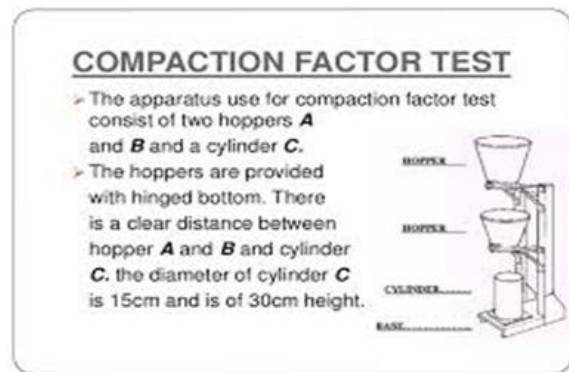 COMPACTION FACTOR TEST
➢ The apparatus use for compaction factor test
consist of two hoppers A
and B and a cylinder C.
➢ The hoppers are provided
with hinged bottom. There
is a clear distance between
hopper A and B and cylinder
C. the diameter of cylinder C
is 15cm and is of 30cm height.
HOPPER
HOPPER
CYLINDER
BASE